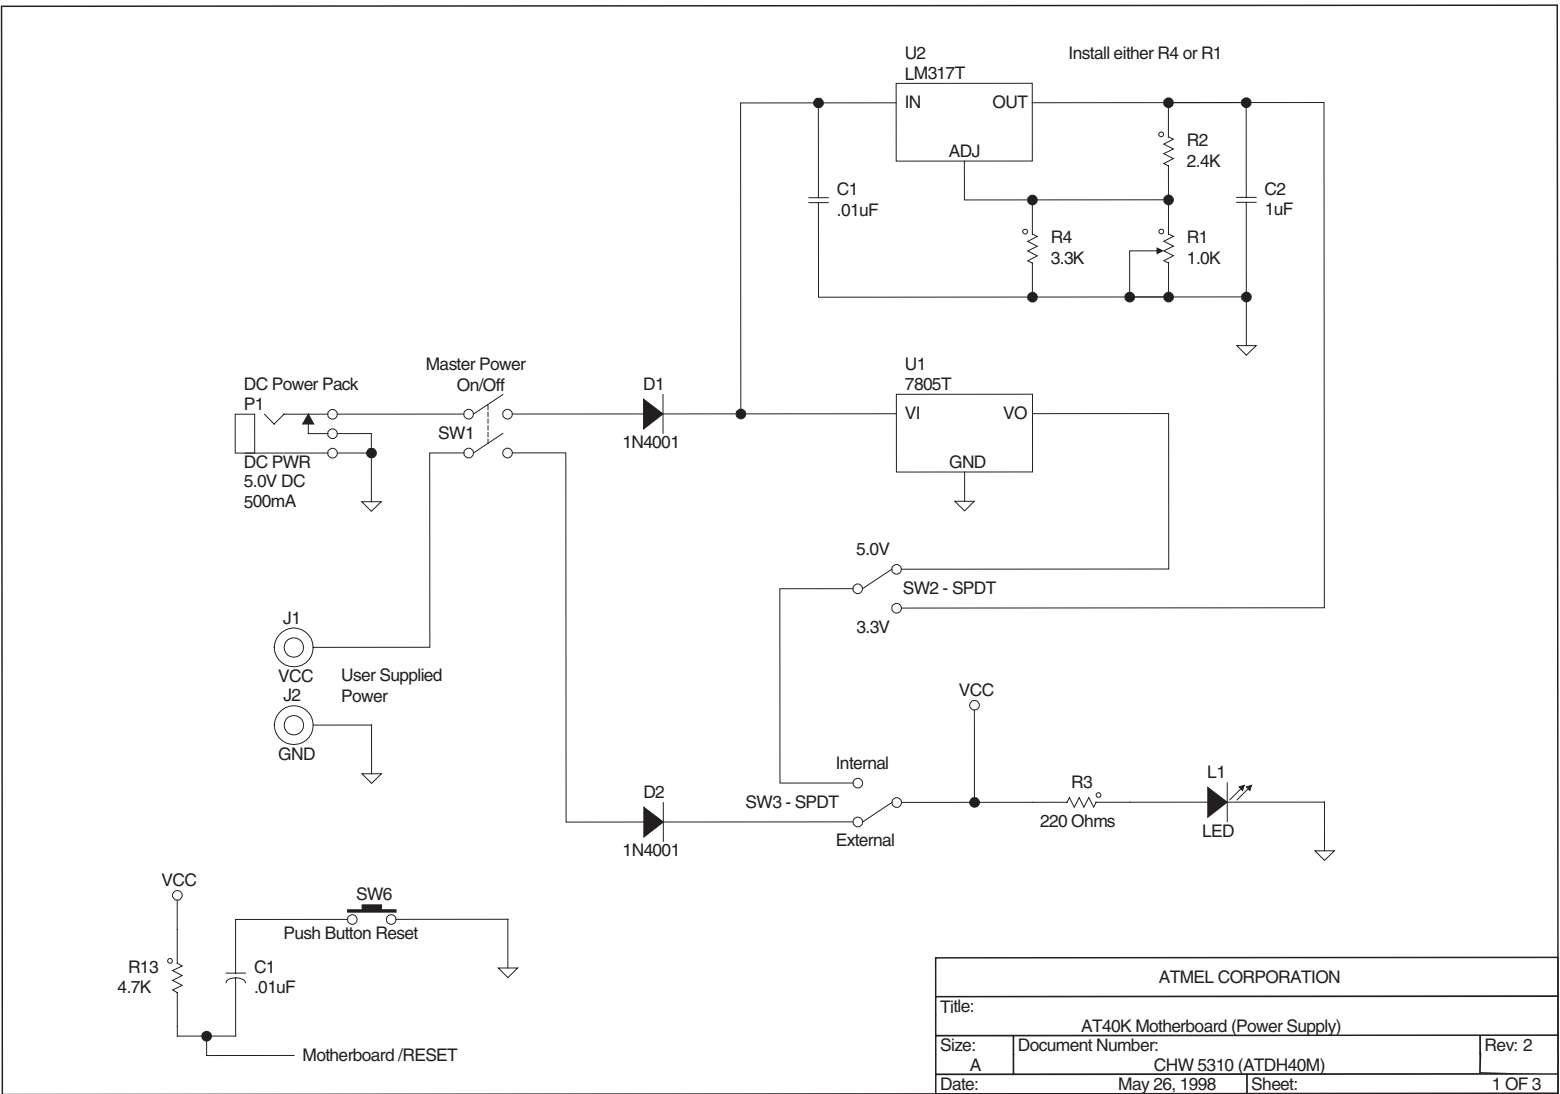 U2
LM317T
Install either R4 or R1
IN
OUT
ADJ
R2
2.4K
C1
.01uF
C2
1uF
R4
3.3K
R1
1.0K
Master Power
On/Off
DC Power Pack
P1
SW1
DC PWR
5.0V DC
500mA
D1
1N4001
U1
7805T
VI
VO
GND
5.0V
SW2 - SPDT
3.3V
J1
VCC
User Supplied
Power
J2
GND
VCC
Internal
SW3 - SPDT
External
D2
1N4001
R3
220 Ohms
L1
LED
VCC
SW6
Push Button Reset
R13
4.7K
C1
.01uF
Motherboard /RESET
ATMEL CORPORATION
Title:
AT40K Motherboard (Power Supply)
Size:
A
Document Number:
CHW 5310 (ATDH40M)
Rev: 2
Date:
May 26, 1998
Sheet:
1 OF 3